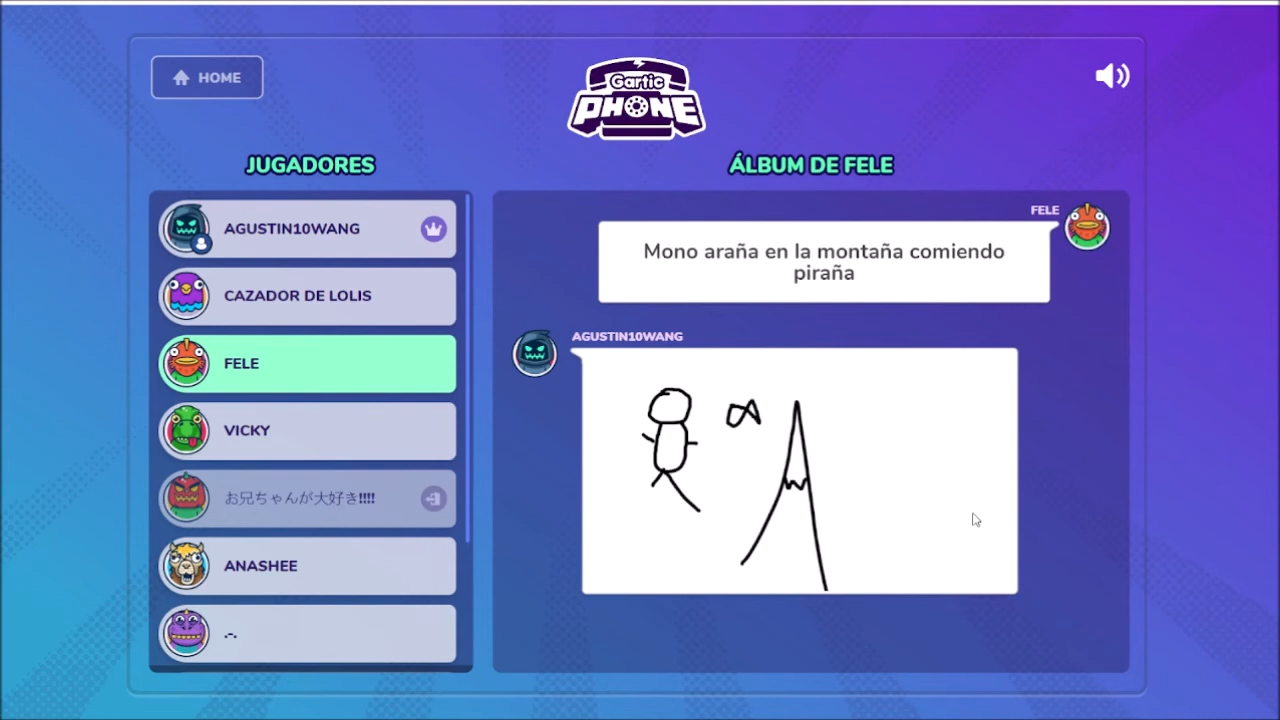 HOME
Gartic
PHONE
JUGADORES
ÁLBUM DE FELE
AGUSTIN10WANG
CAZADOR DE LOLIS
FELE
VICKY
お兄ちゃんが大好き!!!!
ANASHEE
.-.
FELE
Mono araña en la montaña comiendo
piraña
AGUSTIN10WANG